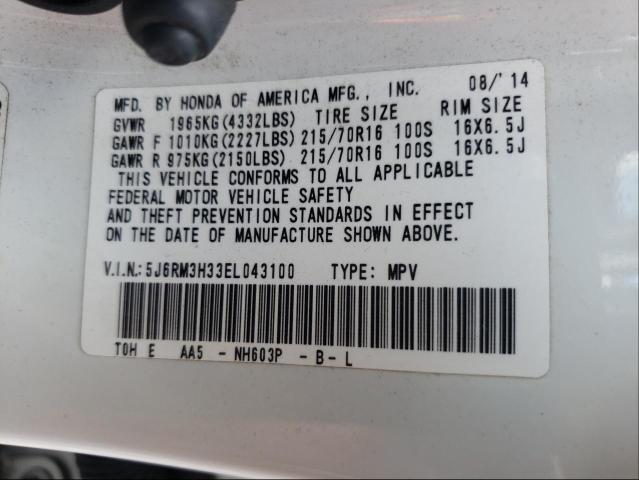 MFD. BY HONDA OF AMERICA MFG., INC. 08/'14
GVWR 1965KG(4332LBS) TIRE SIZE RIM SIZE
GAWR F 1010KG(2227LBS) 215/70R16 100S 16X6.5J
GAWR R 975KG(2150LBS) 215/70R16 100S 16X6.5J
THIS VEHICLE CONFORMS TO ALL APPLICABLE
FEDERAL MOTOR VEHICLE SAFETY
AND THEFT PREVENTION STANDARDS IN EFFECT
ON THE DATE OF MANUFACTURE SHOWN ABOVE.
V.I.N.: 5J6RM3H33EL043100 TYPE: MPV
TOH E AA5 - NH603P - B - L